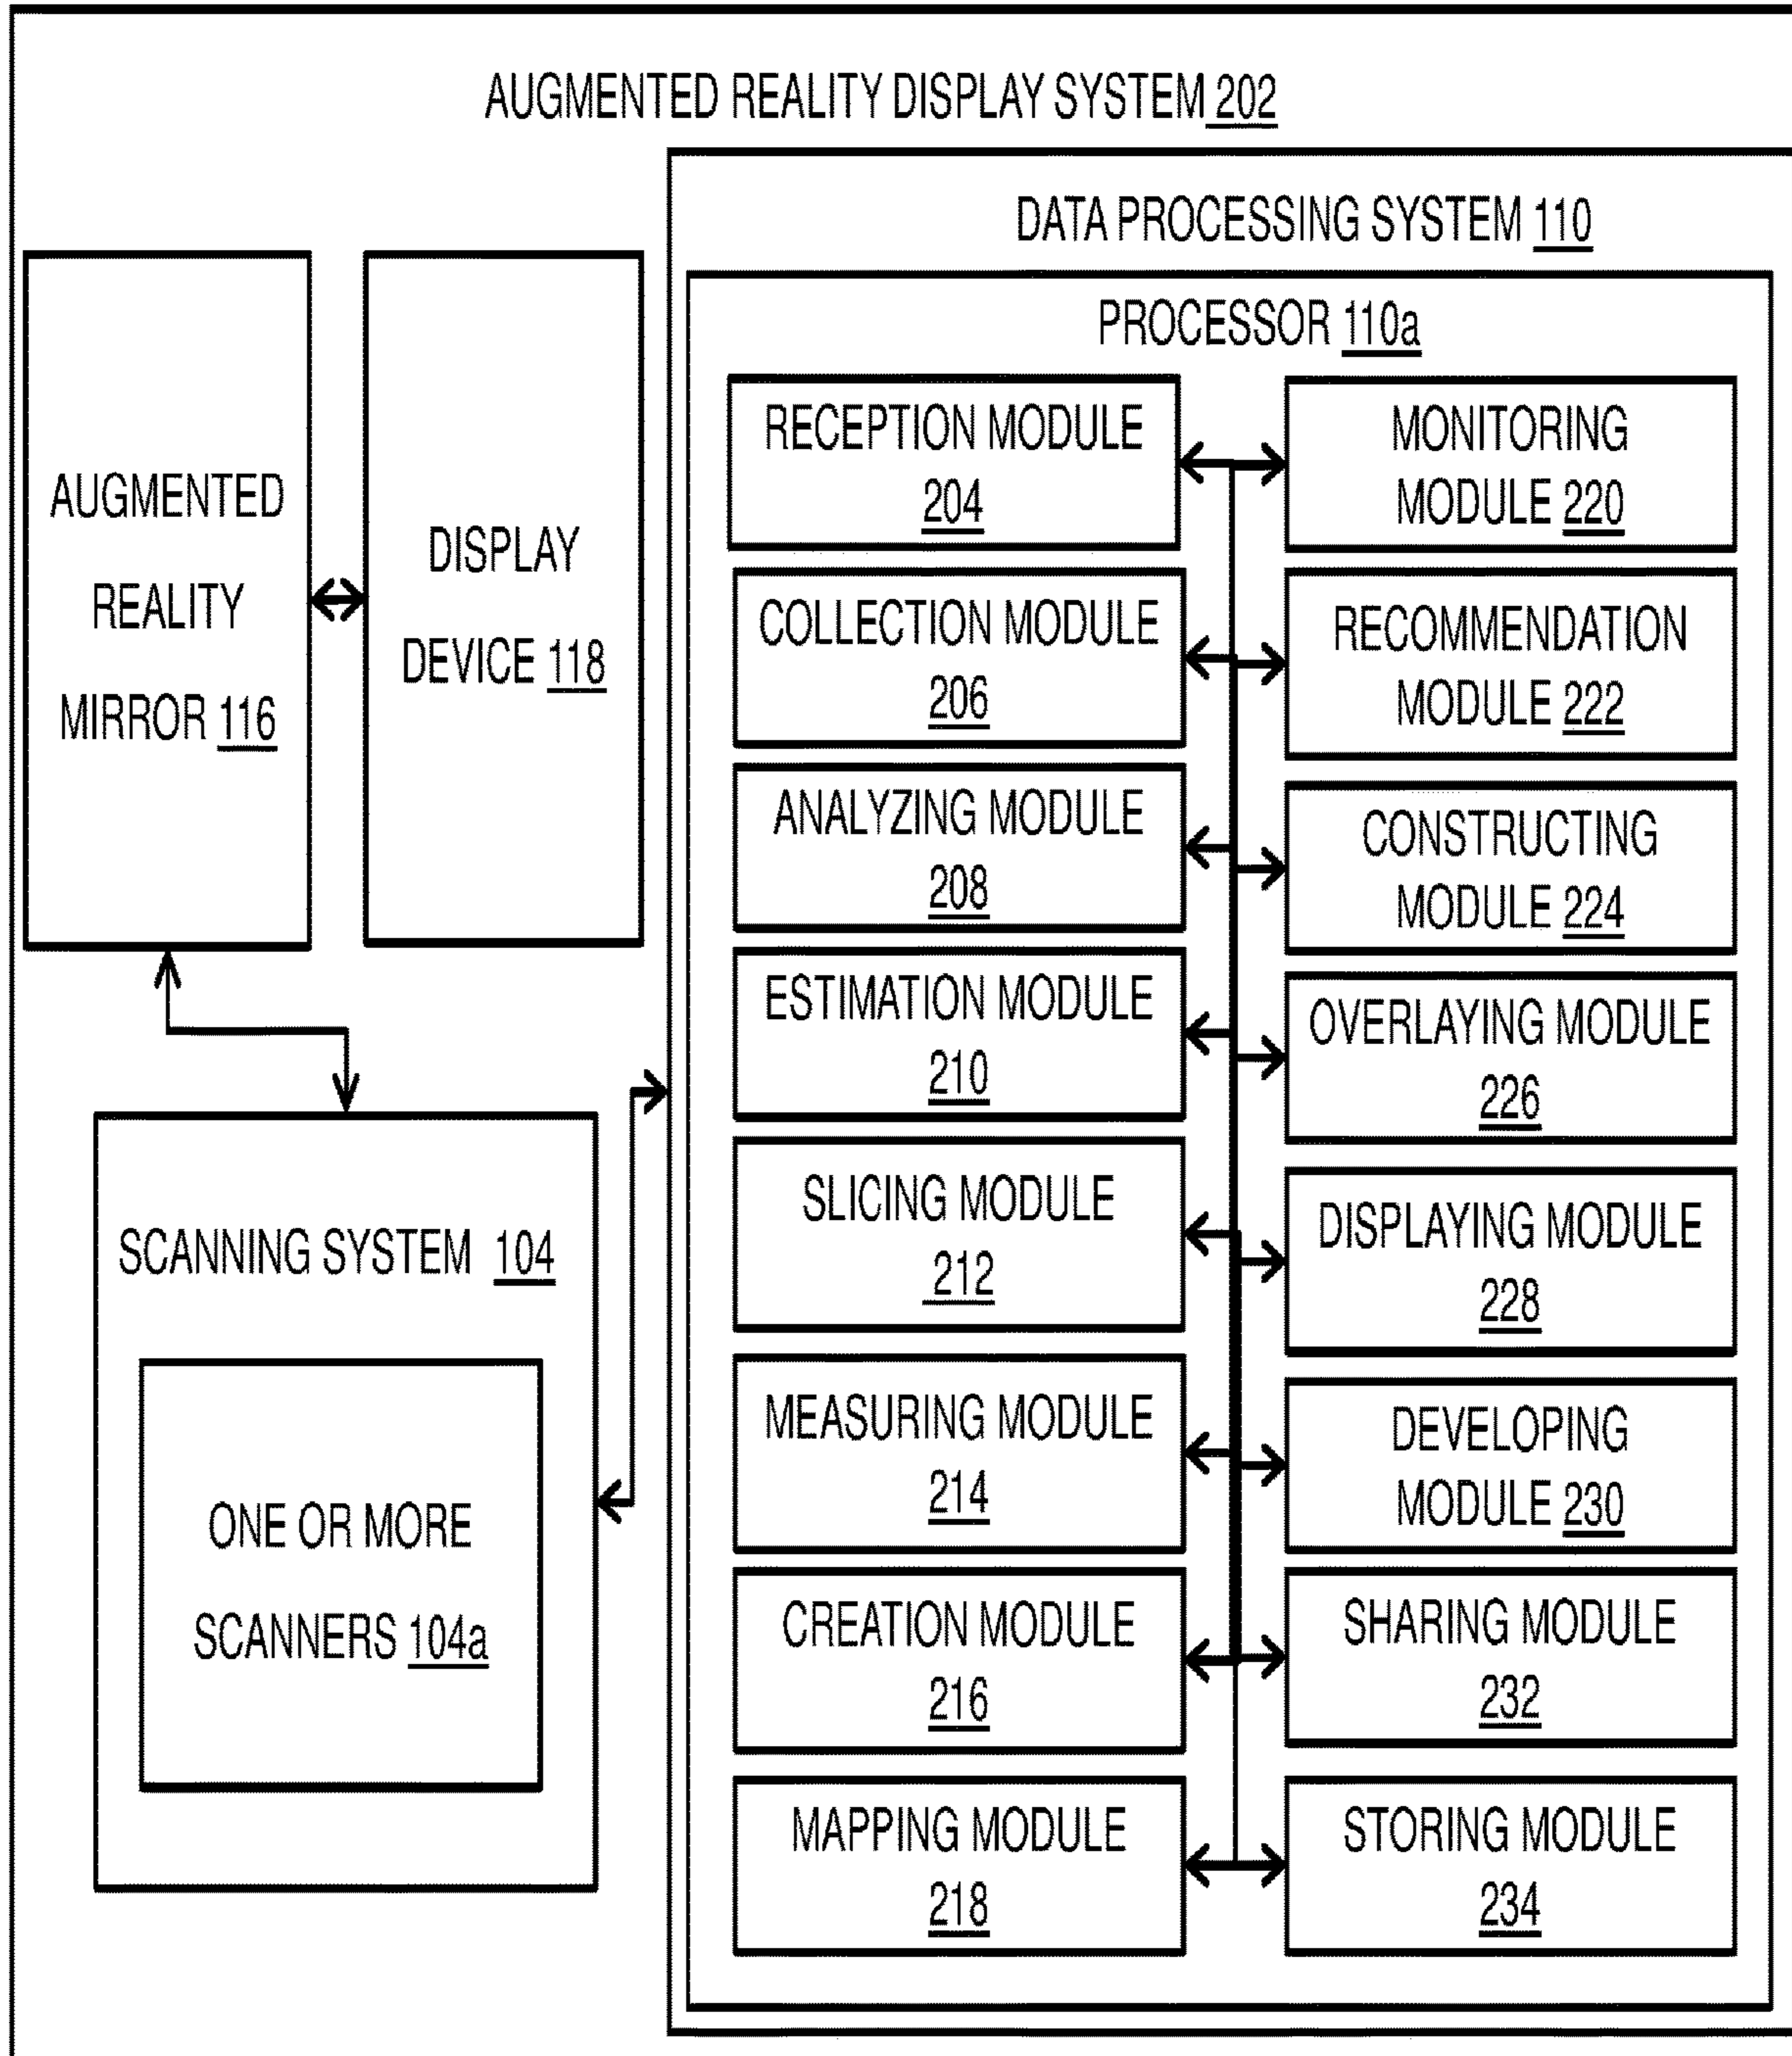 AUGMENTED REALITY DISPLAY SYSTEM 202
AUGMENTED
REALITY
MIRROR 116
DISPLAY
DEVICE 118
SCANNING SYSTEM 104
ONE OR MORE
SCANNERS 104a
DATA PROCESSING SYSTEM 110
PROCESSOR 110a
RECEPTION MODULE
204
COLLECTION MODULE
206
ANALYZING MODULE
208
ESTIMATION MODULE
210
SLICING MODULE
212
MEASURING MODULE
214
CREATION MODULE
216
MAPPING MODULE
218
MONITORING
MODULE 220
RECOMMENDATION
MODULE 222
CONSTRUCTING
MODULE 224
OVERLAYING MODULE
226
DISPLAYING MODULE
228
DEVELOPING
MODULE 230
SHARING MODULE
232
STORING MODULE
234